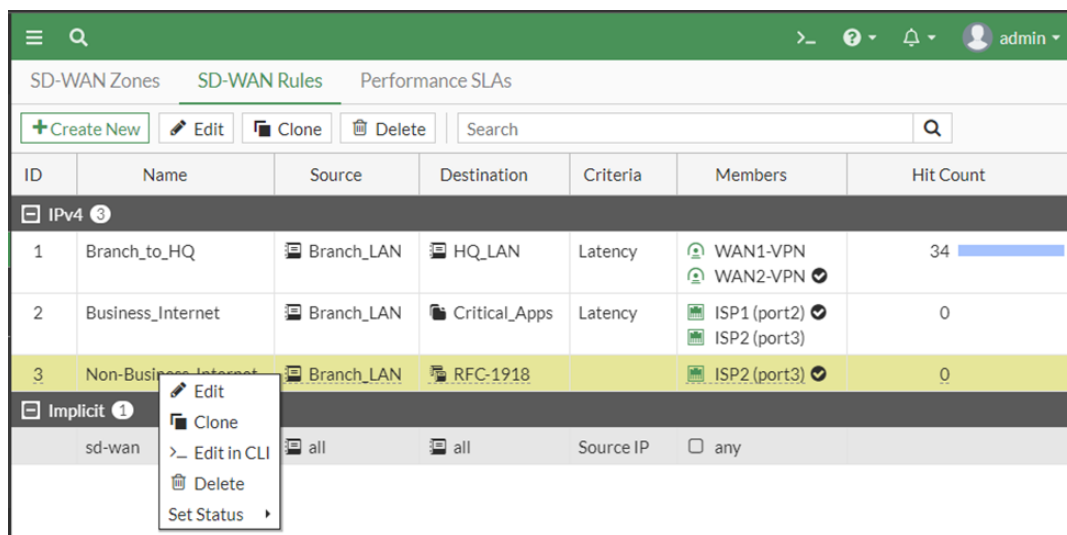 >_ ? admin
SD-WAN Zones SD-WAN Rules Performance SLAs
+Create New Edit Clone Delete Search
ID Name Source Destination Criteria Members Hit Count
IPv4 3
1 Branch_to_HQ Branch_LAN HQ_LAN Latency WAN1-VPN 34
WAN2-VPN
2 Business_Internet Branch_LAN Critical_Apps Latency ISP1 (port2) 0
ISP2 (port3)
3 Non-Business_Internet Branch_LAN RFC-1918 ISP2 (port3) 0
Implicit 1
sd-wan all all Source IP any
Edit
Clone
>_ Edit in CLI
Delete
Set Status